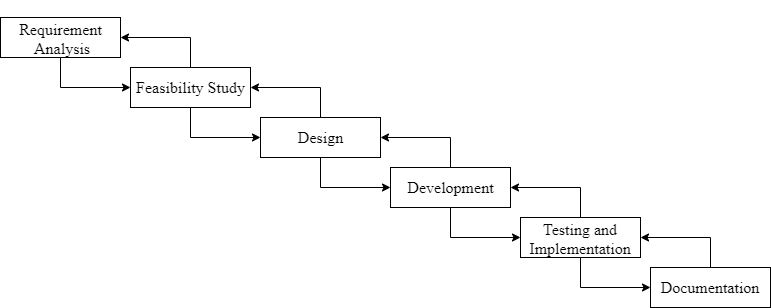 Requirement
Analysis
Feasibility Study
Design
Development
Testing and
Implementation
Documentation